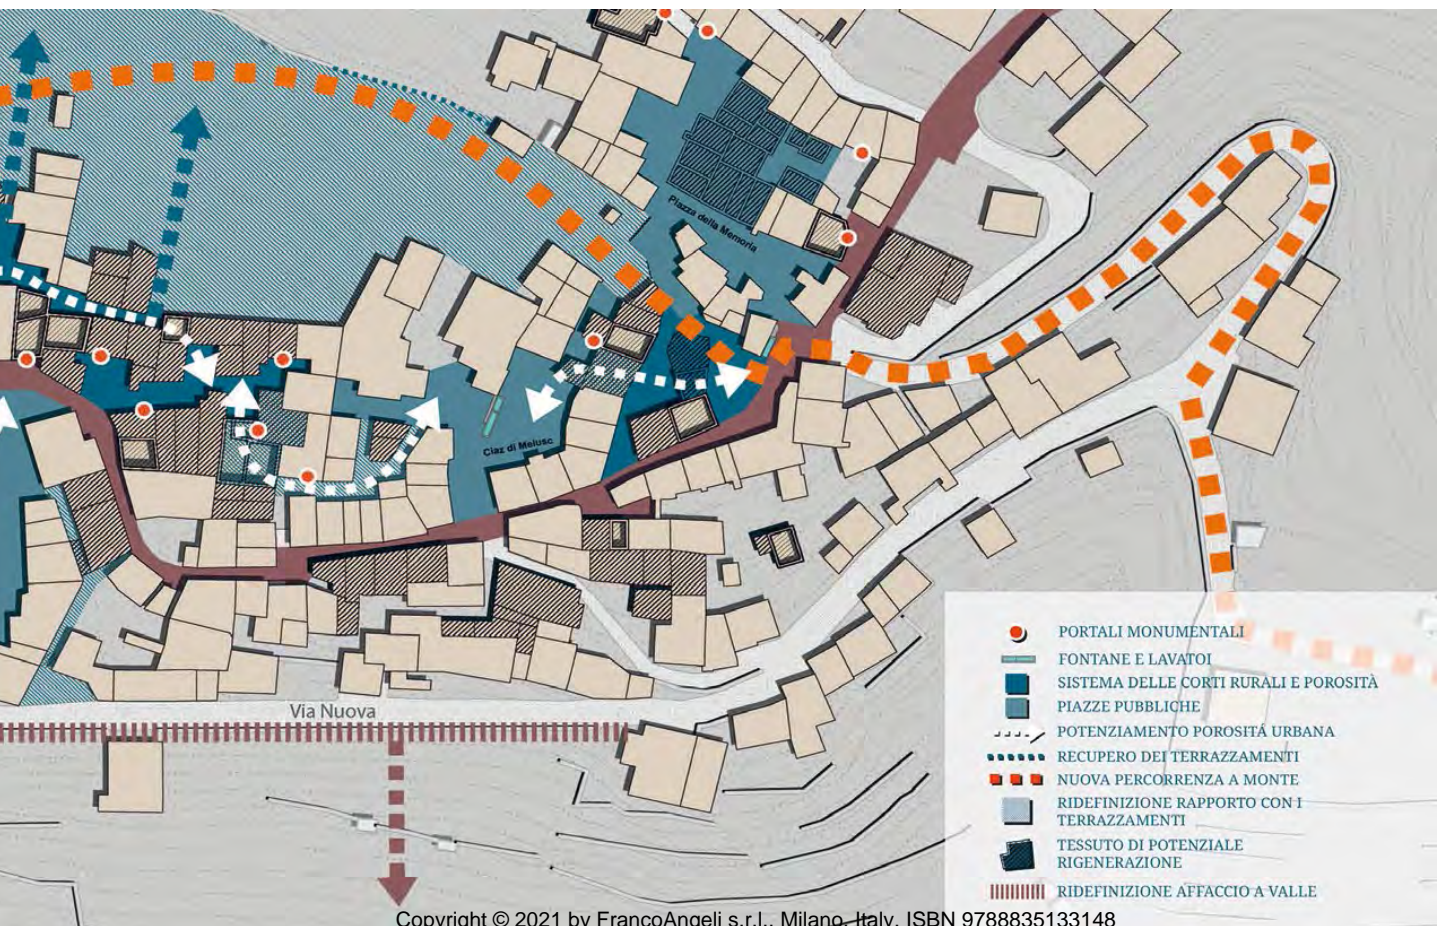 Piazza della Memoria
Ciaz di Melusc
Via Nuova
PORTALI MONUMENTALI
FONTANE E LAVATOI
SISTEMA DELLE CORTI RURALI E POROSITÀ
PIAZZE PUBBLICHE
POTENZIAMENTO POROSITÀ URBANA
RECUPERO DEI TERRAZZAMENTI
NUOVA PERCORRENZA A MONTE
RIDEFINIZIONE RAPPORTO CON I
TERRAZZAMENTI
TESSUTO DI POTENZIALE
RIGENERAZIONE
RIDEFINIZIONE AFFACCIO A VALLE
Copyright © 2021 by FrancoAngeli s.r.l., Milano, Italy. ISBN 9788835133148